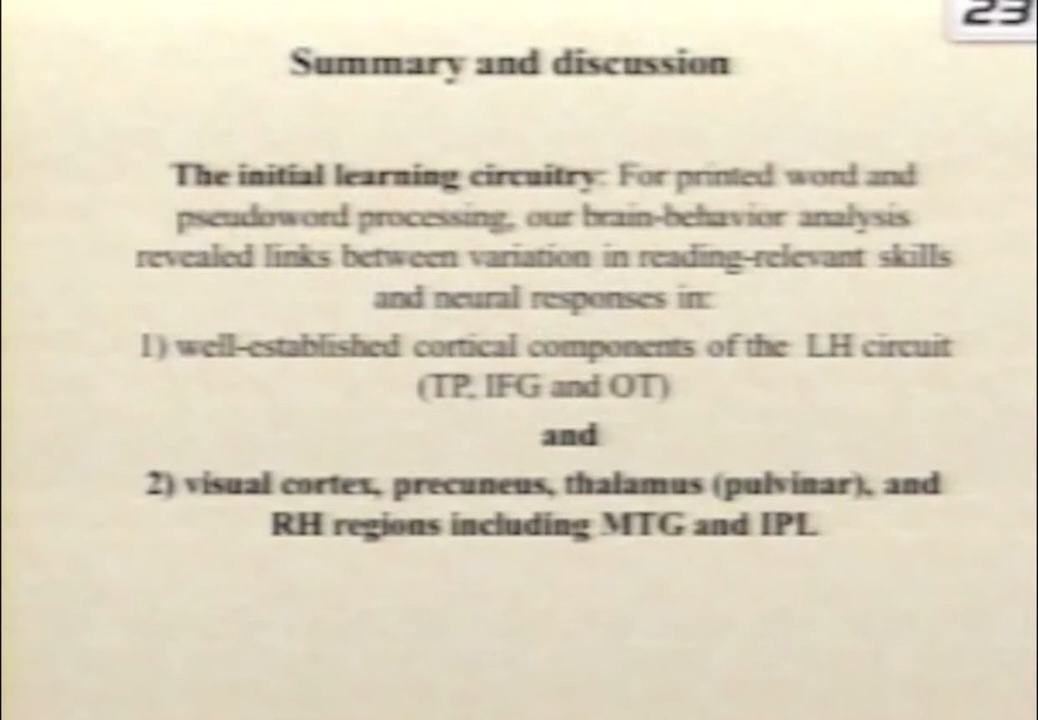 23
Summary and discussion
The initial learning circuitry: For printed word and
pseudoword processing, our brain-behavior analysis
revealed links between variation in reading-relevant skills
and neural responses in:
1) well-established cortical components of the LH circuit
(TP, IFG and OT)
and
2) visual cortex, precuneus, thalamus (pulvinar), and
RH regions including MTG and IPL